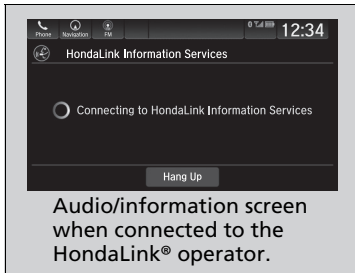 Phone Navigation FM 0 12:34
HondaLink Information Services
Connecting to HondaLink Information Services
Hang Up
Audio/information screen
when connected to the
HondaLink® operator.